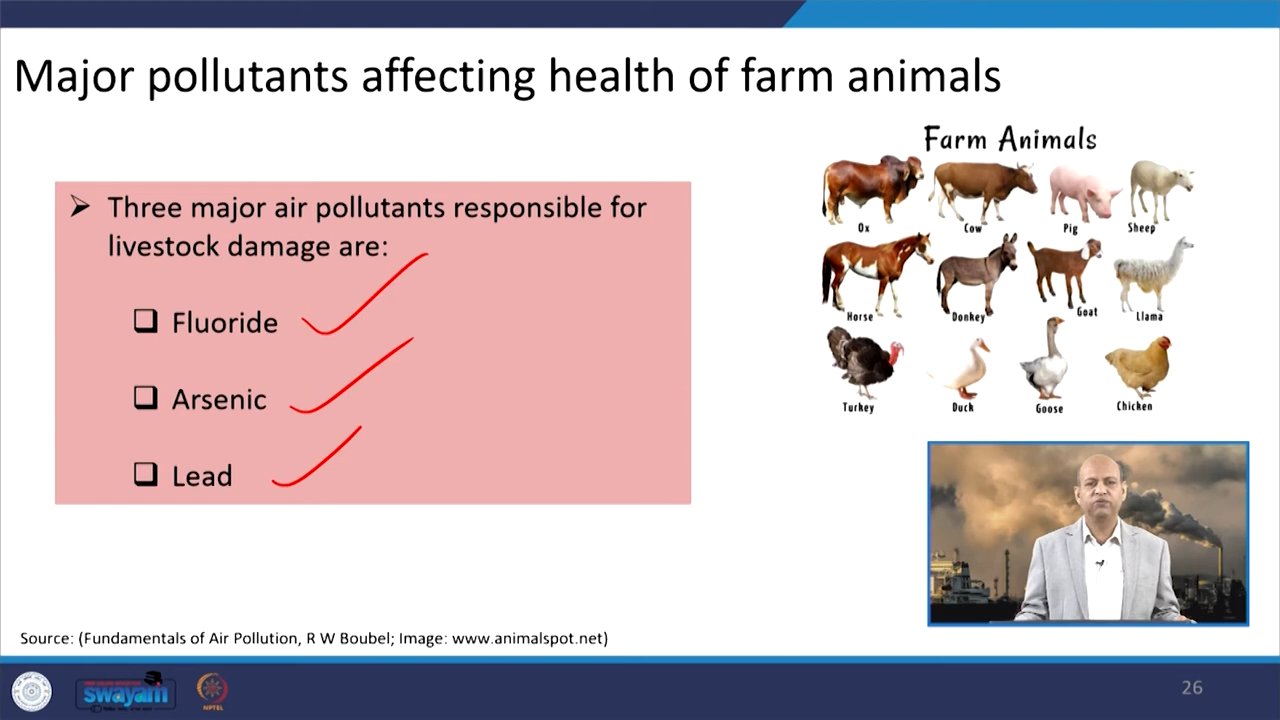 Major pollutants affecting health of farm animals
Farm Animals
Three major air pollutants responsible for
livestock damage are:
Fluoride
Arsenic
Lead
Ox
Cow
Pig
Sheep
Horse
Donkey
Goat
Llama
Turkey
Duck
Goose
Chicken
Source: (Fundamentals of Air Pollution, R W Boubel; Image: www.animalspot.net)
swayam
NPTEL
26